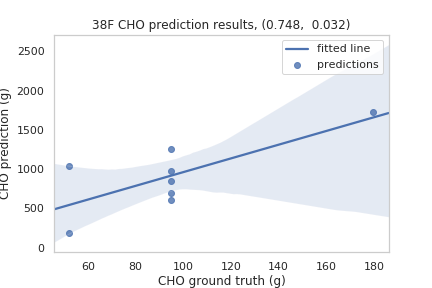 38F CHO prediction results, (0.748,  0.032)
fitted line
predictions
2500
2000
1500
1000
500
0
CHO prediction (g)
60 80 100 120 140 160 180
CHO ground truth (g)